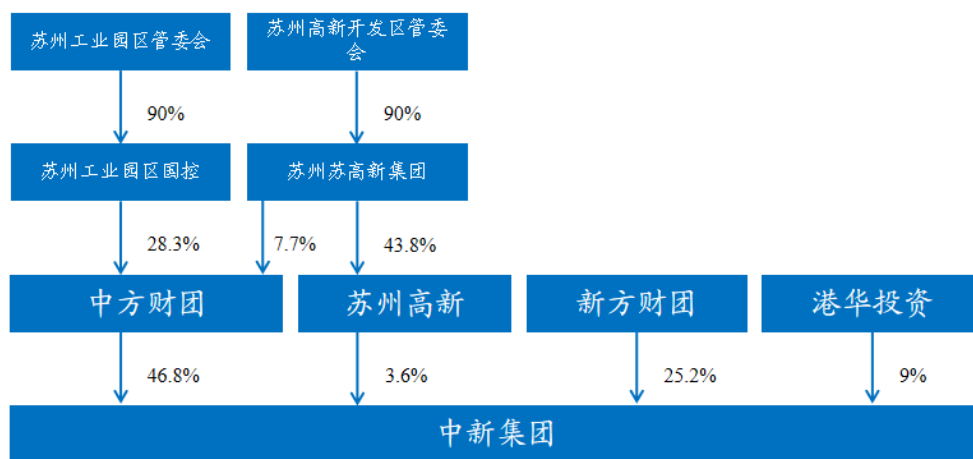 苏州工业园区管委会
苏州高新开发区管委
会
90%
90%
苏州工业园区国控
苏州苏高新集团
28.3%
7.7%
43.8%
中方财团
苏州高新
新方财团
港华投资
46.8%
3.6%
25.2%
9%
中新集团